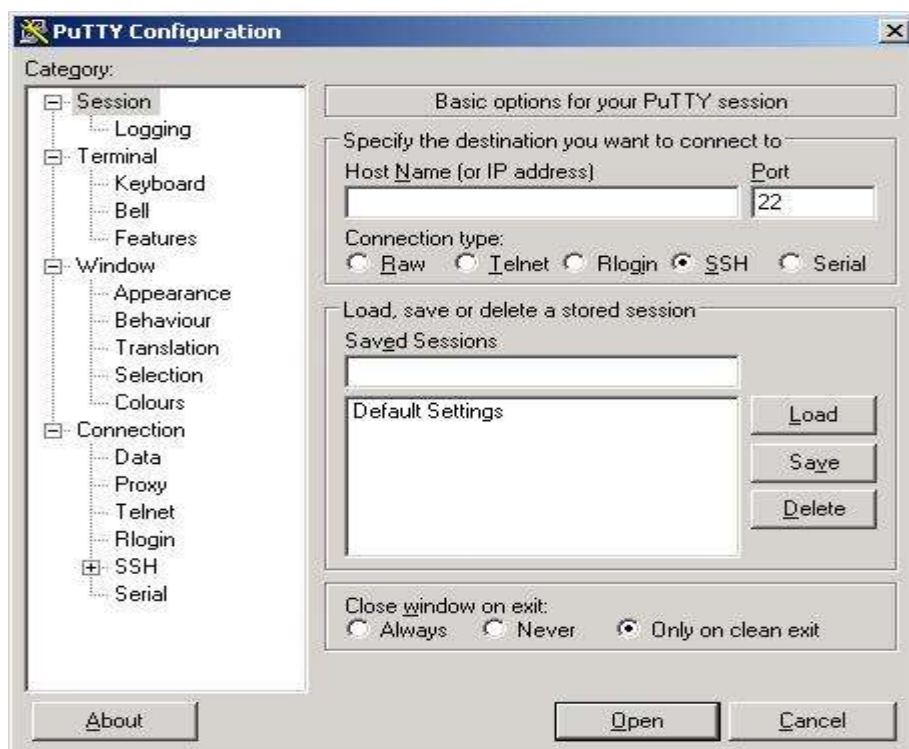 PuTTY Configuration
Category:
Session
Logging
Terminal
Keyboard
Bell
Features
Window
Appearance
Behaviour
Translation
Selection
Colours
Connection
Data
Proxy
Telnet
Rlogin
SSH
Serial
Basic options for your PuTTY session
Specify the destination you want to connect to
Host Name (or IP address) Port
22
Connection type:
Raw Telnet Rlogin SSH Serial
Load, save or delete a stored session
Saved Sessions
Default Settings
Load
Save
Delete
Close window on exit:
Always Never Only on clean exit
About Open Cancel